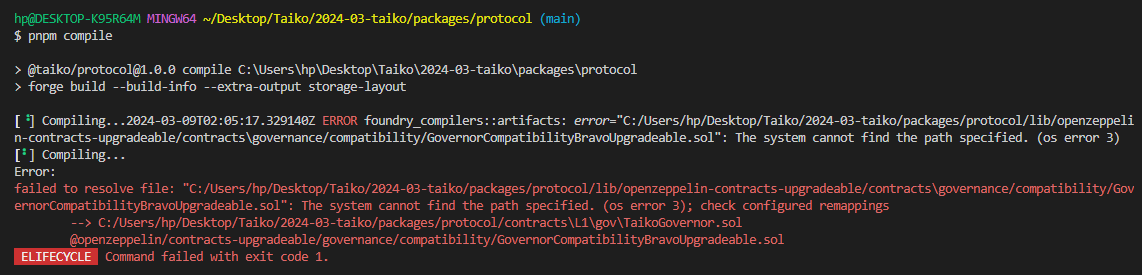 hp@DESKTOP-K95R64M MINGW64 ~/Desktop/Taiko/2024-03-taiko/packages/protocol (main)
$ pnpm compile
> @taiko/protocol@1.0.0 compile C:\Users\hp\Desktop\Taiko\2024-03-taiko\packages\protocol
> forge build --build-info --extra-output storage-layout
[⠃] Compiling...2024-03-09T02:05:17.329140Z ERROR foundry_compilers::artifacts: error="C:/Users/hp/Desktop/Taiko/2024-03-taiko/packages/protocol/lib/openzeppeli
n-contracts-upgradeable/contracts\governance/compatibility/GovernorCompatibilityBravoUpgradeable.sol": The system cannot find the path specified. (os error 3)
[⠃] Compiling...
Error:
failed to resolve file: "C:/Users/hp/Desktop/Taiko/2024-03-taiko/packages/protocol/lib/openzeppelin-contracts-upgradeable/contracts\governance/compatibility/Gov
ernorCompatibilityBravoUpgradeable.sol": The system cannot find the path specified. (os error 3); check configured remappings
--> C:/Users/hp/Desktop/Taiko/2024-03-taiko/packages/protocol/contracts\L1\gov\TaikoGovernor.sol
@openzeppelin/contracts-upgradeable/governance/compatibility/GovernorCompatibilityBravoUpgradeable.sol
ELIFECYCLE Command failed with exit code 1.